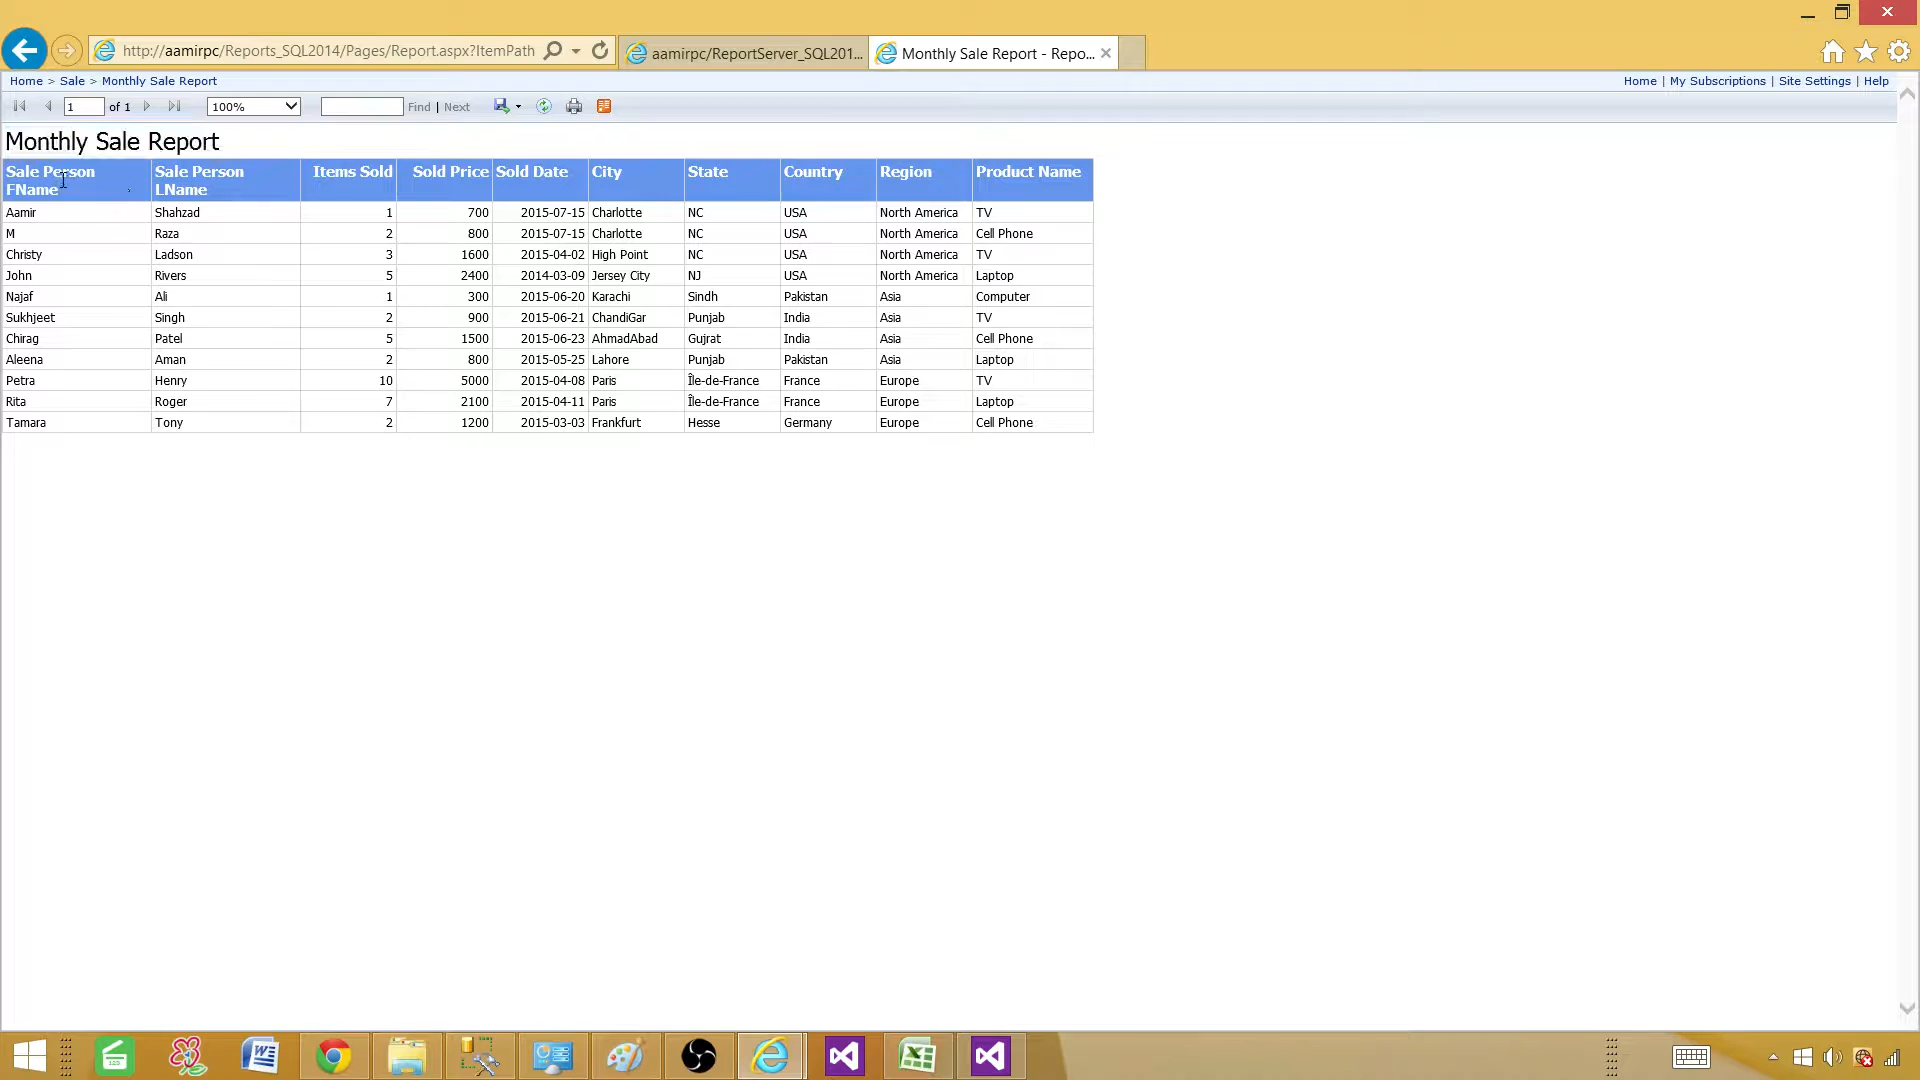 http://aamirpc/Reports_SQL2014/Pages/Report.aspx?ItemPath
aamirpc/ReportServer_SQL201...
Monthly Sale Report - Repo...
Home > Sale > Monthly Sale Report
Home | My Subscriptions | Site Settings | Help
1 of 1 100% Find | Next
Monthly Sale Report
Sale Person FName Sale Person LName Items Sold Sold Price Sold Date City State Country Region Product Name
Aamir Shahzad 1 700 2015-07-15 Charlotte NC USA North America TV
M Raza 2 800 2015-07-15 Charlotte NC USA North America Cell Phone
Christy Ladson 3 1600 2015-04-02 High Point NC USA North America TV
John Rivers 5 2400 2014-03-09 Jersey City NJ USA North America Laptop
Najaf Ali 1 300 2015-06-20 Karachi Sindh Pakistan Asia Computer
Sukhjeet Singh 2 900 2015-06-21 ChandiGar Punjab India Asia TV
Chirag Patel 5 1500 2015-06-23 AhmadAbad Gujrat India Asia Cell Phone
Aleena Aman 2 800 2015-05-25 Lahore Punjab Pakistan Asia Laptop
Petra Henry 10 5000 2015-04-08 Paris Île-de-France France Europe TV
Rita Roger 7 2100 2015-04-11 Paris Île-de-France France Europe Laptop
Tamara Tony 2 1200 2015-03-03 Frankfurt Hesse Germany Europe Cell Phone